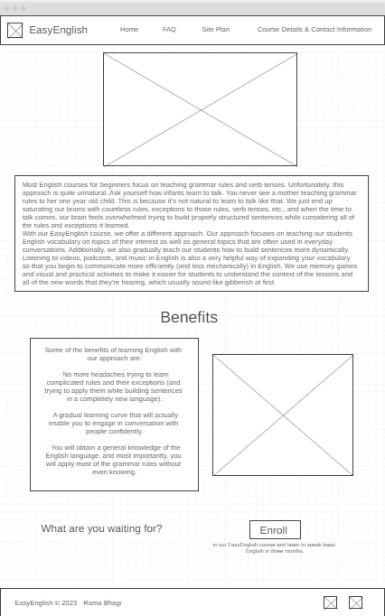 EasyEnglish
Home FAQ Site Plan Course Details & Contact Information
Most English courses for beginners focus on teaching grammar rules and verb tenses. Unfortunately, this
approach is quite unnatural. Ask yourself how infants learn to talk. You never see a mother teaching grammar
rules to her one year old child. This is because it's not natural to learn to talk like that. We just end up
saturating our brains with countless rules, exceptions to those rules, verb tenses, etc., and when the time to
talk comes, our brain feels overwhelmed trying to build properly structured sentences while considering all of
the rules and exceptions it learned.
With our EasyEnglish course, we offer a different approach. Our approach focuses on teaching our students
English vocabulary on topics of their interest as well as general topics that are often used in everyday
conversations. Additionally, we also gradually teach our students how to build sentences more dynamically.
Listening to videos, podcasts, and music in English is also a very helpful way of expanding your vocabulary
so that you begin to communicate more efficiently (and less mechanically) in English. We use memory games
and visual and practical activities to make it easier for students to understand the context of the lessons and
all of the new words that they're hearing, which usually sound like gibberish at first.
Benefits
Some of the benefits of learning English with
our approach are:
No more headaches trying to learn
complicated rules and their exceptions (and
trying to apply them while building sentences
in a completely new language).
A gradual learning curve that will actually
enable you to engage in conversation with
people confidently.
You will obtain a general knowledge of the
English language, and most importantly, you
will apply most of the grammar rules without
even knowing.
What are you waiting for?
Enroll
in our EasyEnglish course and learn to speak basic
English in three months.
EasyEnglish © 2023 · Rama Bhagi